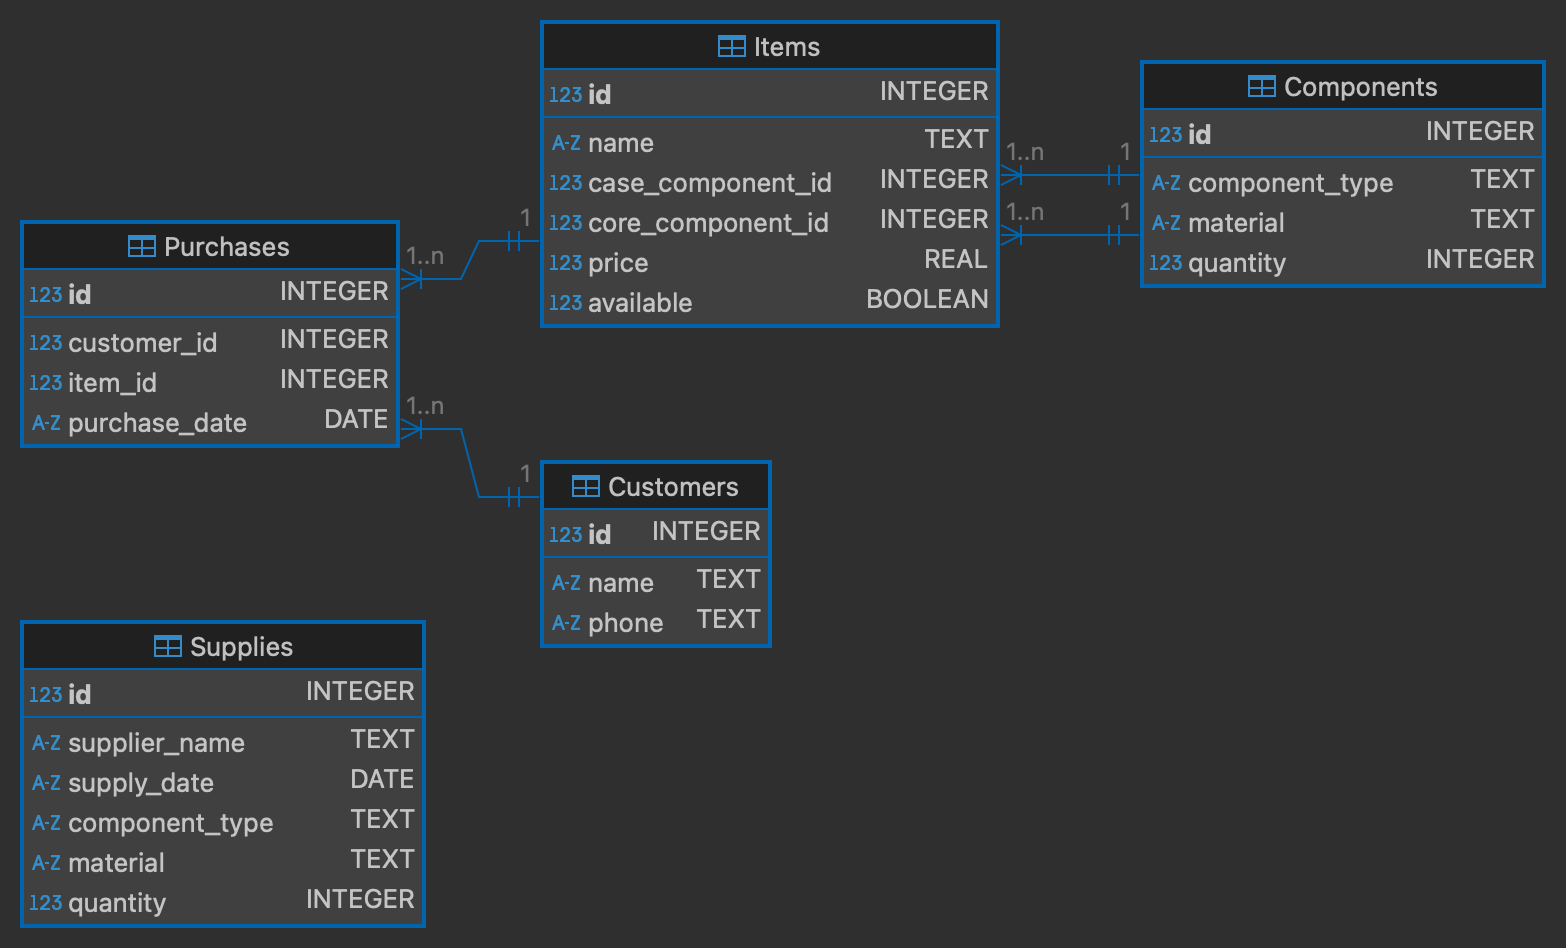 Items
123 id INTEGER
A-Z name TEXT
123 case_component_id INTEGER
123 core_component_id INTEGER
123 price REAL
123 available BOOLEAN
Components
123 id INTEGER
A-Z component_type TEXT
A-Z material TEXT
123 quantity INTEGER
1..n 1
1..n 1
Purchases
123 id INTEGER
123 customer_id INTEGER
123 item_id INTEGER
A-Z purchase_date DATE
1..n 1
1..n 1
Customers
123 id INTEGER
A-Z name TEXT
A-Z phone TEXT
Supplies
123 id INTEGER
A-Z supplier_name TEXT
A-Z supply_date DATE
A-Z component_type TEXT
A-Z material TEXT
123 quantity INTEGER